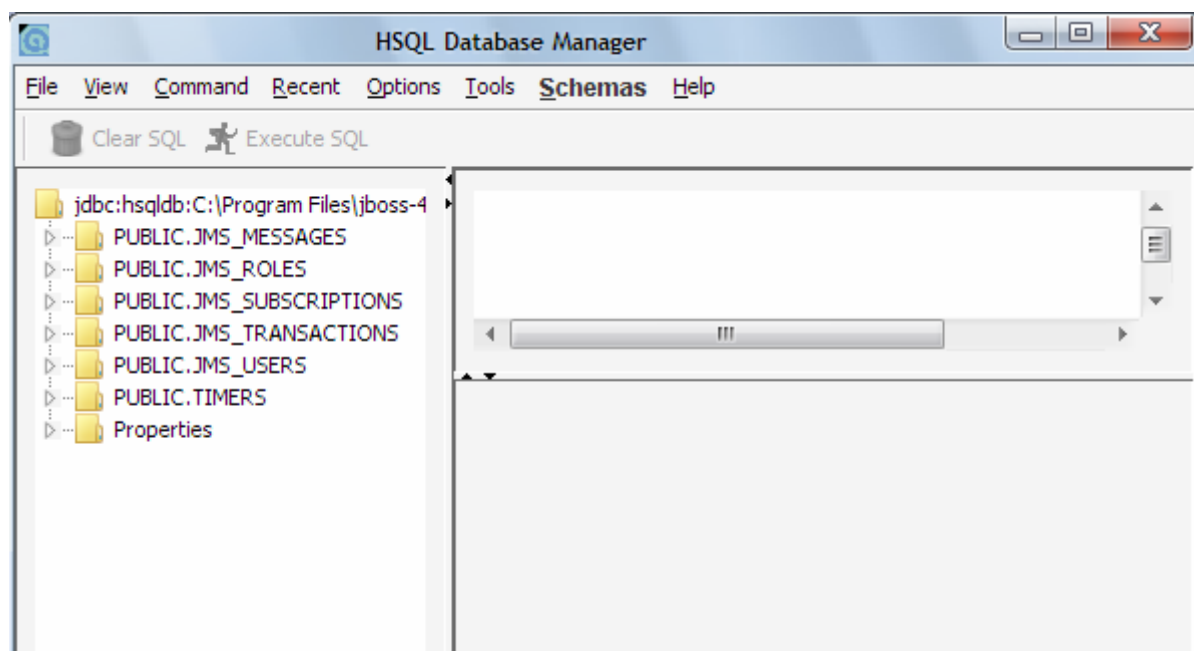 HSQL Database Manager
File View Command Recent Options Tools Schemas Help
Clear SQL Execute SQL
jdbc:hsqldb:C:\Program Files\jboss-4
PUBLIC.JMS_MESSAGES
PUBLIC.JMS_ROLES
PUBLIC.JMS_SUBSCRIPTIONS
PUBLIC.JMS_TRANSACTIONS
PUBLIC.JMS_USERS
PUBLIC.TIMERS
Properties